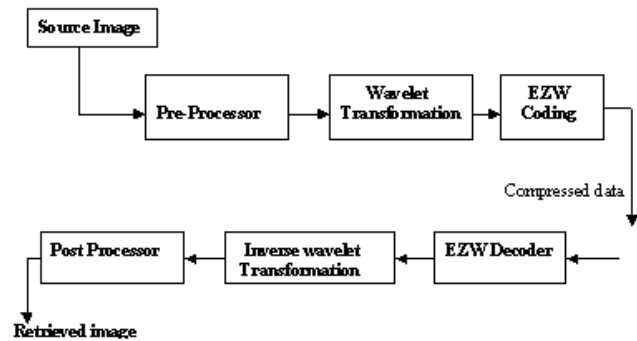 Source Image
Pre-Processor
Wavelet
Transformation
EZW
Coding
Compressed data
Post Processor
Inverse wavelet
Transformation
EZW Decoder
Retrieved image